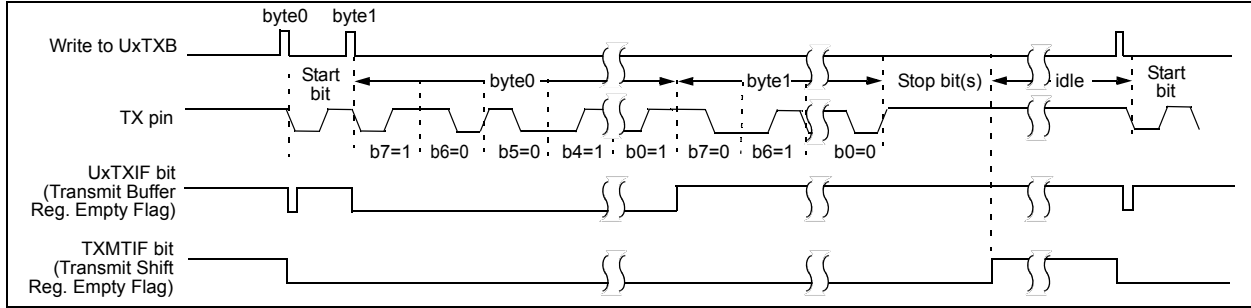 byte0 byte1
Write to UxTXB
Start
bit
byte0
byte1
Stop bit(s)
idle
Start
bit
TX pin
b7=1 b6=0 b5=0 b4=1 b0=1 b7=0 b6=1 b0=0
UxTXIF bit
(Transmit Buffer
Reg. Empty Flag)
TXMTIF bit
(Transmit Shift
Reg. Empty Flag)